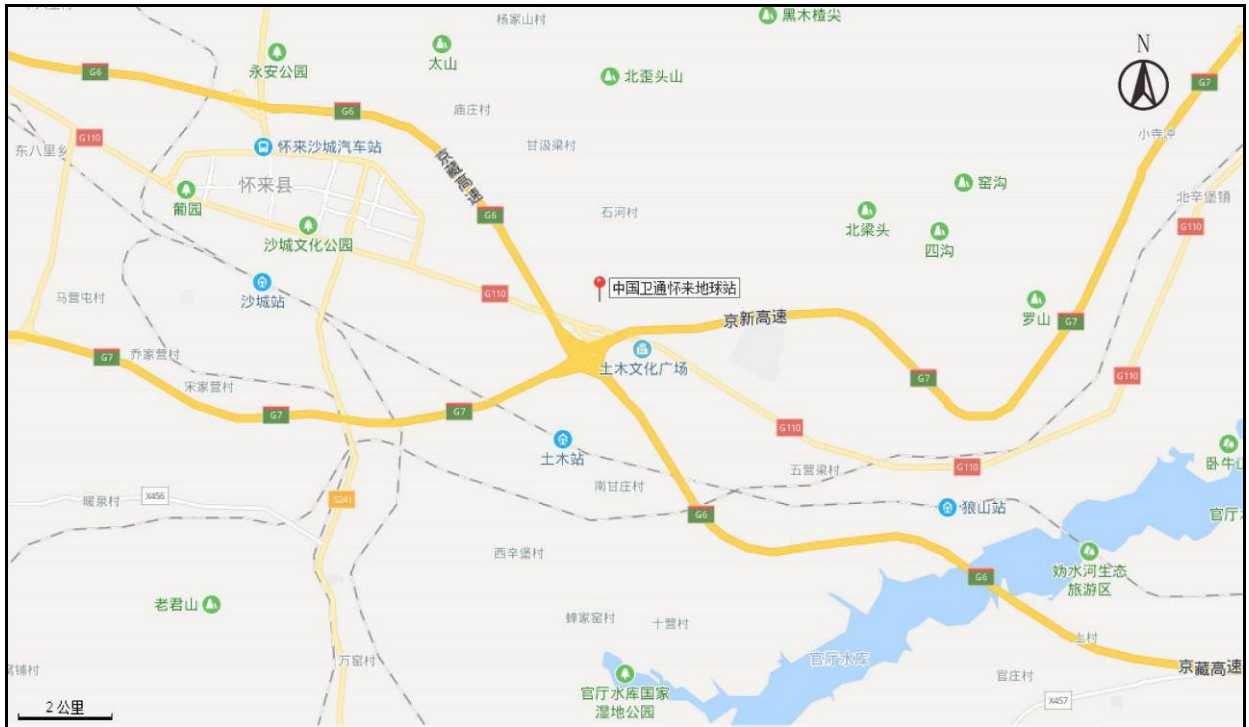 杨家山村
黑木楂尖
N
永安公园
太山
北歪头山
G6
G7
G6
庙庄村
G110
东八里乡
怀来沙城汽车站
甘汲梁村
小寺冲
京藏高速
怀来县
葡园
窑沟
北辛堡镇
G6
石河村
北梁头
G110
沙城文化公园
四沟
沙城站
中国卫通怀来地球站
马营屯村
G110
罗山
京新高速
G7
乔家营村
G7
土木文化广场
宋家营村
G7
G110
G7
G7
G110
土木站
卧牛山
五营梁村
G110
南甘庄村
暖泉村
X456
S241
狼山站
G6
官厅水
西辛堡村
妫水河生态
旅游区
G6
老君山
蜂家窑村
十营村
上村
万窑村
官厅水库
京藏高速
窝铺村
官厅水库国家
湿地公园
官庄村
X457
2 公里